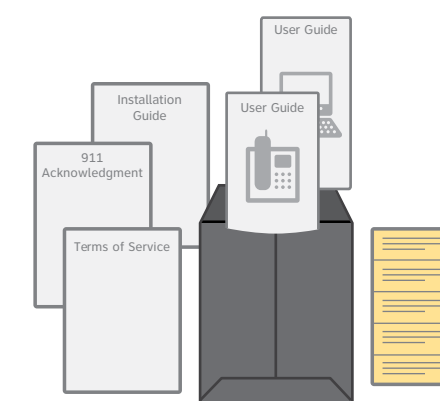 User Guide
User Guide
Installation
Guide
911
Acknowledgment
Terms of Service